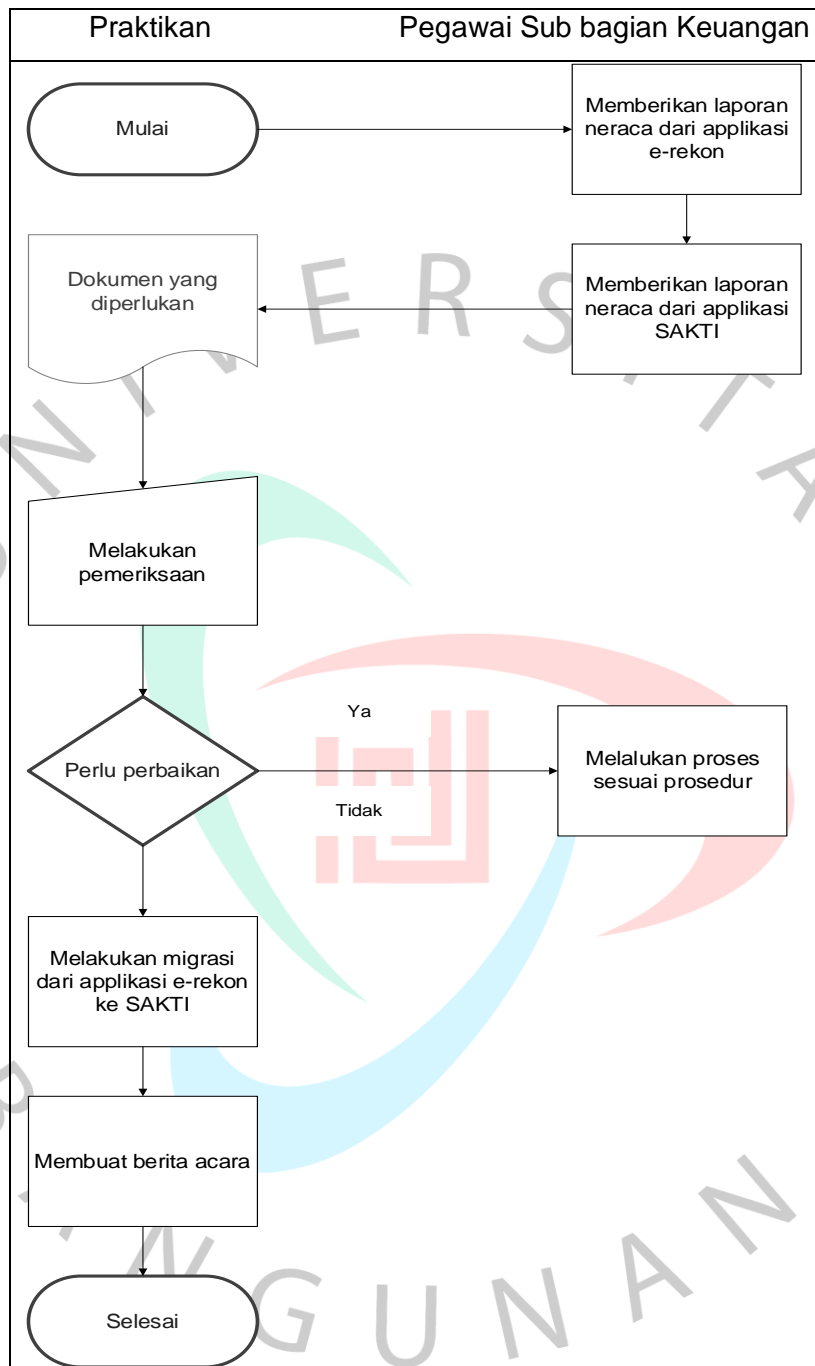 Praktikan
Pegawai Sub bagian Keuangan
Mulai
Memberikan laporan
neraca dari applikasi
e-rekon
Dokumen yang
diperlukan
Memberikan laporan
neraca dari applikasi
SAKTI
Melakukan
pemeriksaan
Perlu perbaikan
Ya
Tidak
Melalukan proses
sesuai prosedur
Melakukan migrasi
dari applikasi e-rekon
ke SAKTI
Membuat berita acara
Selesai
UNIVERSITA
BANGUNAN